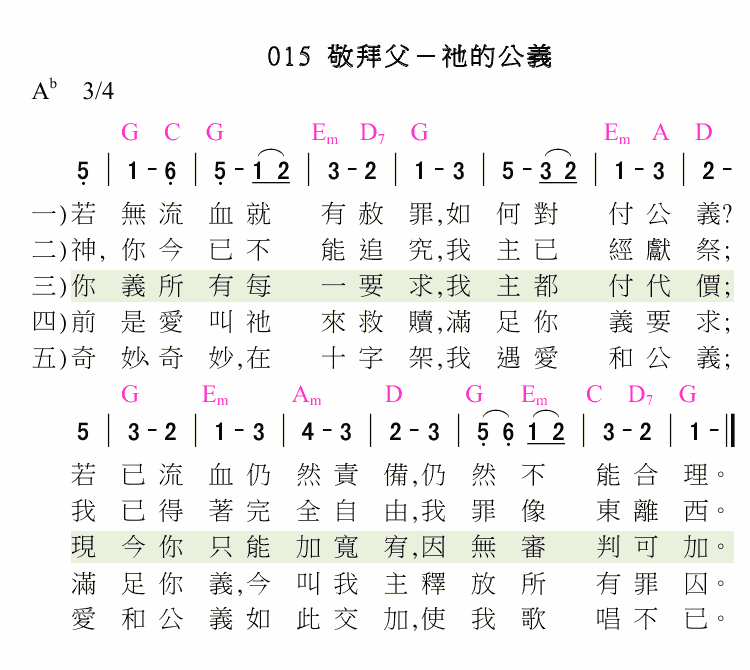 015 敬拜父－祂的公義
A♭ 3/4
G C G Em D7 G Em A D
5̣ | 1 - 6̣ | 5̣ - 1 2 | 3 - 2 | 1 - 3 | 5 - 3 2 | 1 - 3 | 2 -
一)若 無流 血就 有赦 罪,如 何對 付公 義?
二)神, 你今 已不 能追 究,我 主已 經獻 祭;
三)你 義所 有每 一要 求,我 主都 付代 價;
四)前 是愛 叫祂 來救 贖,滿 足你 義要 求;
五)奇 妙、奇 妙,在 十字 架,我 遇愛 和公 義;
G Em Am D G Em C D7 G
5 | 3 - 2 | 1 - 3 | 4 - 3 | 2 - 3 | 5̣ 6̣ 1 2 | 3 - 2 | 1 - ‖
若 已流 血仍 然責 備,仍 然不 能合 理。
我 已得 著完 全自 由,我 罪像 東離 西。
現 今你 只能 加寬 宥,因 無審 判可 加。
滿 足你 義,今 叫我 主釋 放所 有罪 囚。
愛 和公 義如 此交 加,使 我歌 唱不 已。